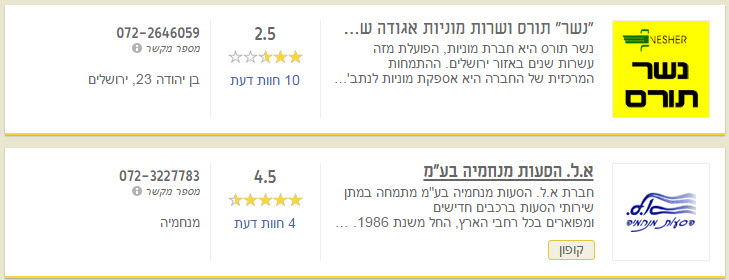 "נשר" תורס ושרות מוניות אגודה ש...
נשר תורס היא חברת מוניות, הפועלת מזה
עשרות שנים באזור ירושלים. ההתמחות
המרכזית של החברה היא אספקת מוניות לנתב'...
2.5
10 חוות דעת
072-2646059
מספר מקשר
בן יהודה 23, ירושלים
NESHER
נשר
תורס
א.ל. הסעות מנחמיה בע"מ
חברת א.ל. הסעות מנחמיה בע"מ מתמחה במתן
שירותי הסעות ברכבים חדישים
ומפוארים בכל רחבי הארץ, החל משנת 1986. ...
קופון
4.5
4 חוות דעת
072-3227783
מספר מקשר
מנחמיה
א.ל.
הסעות מנחמיה